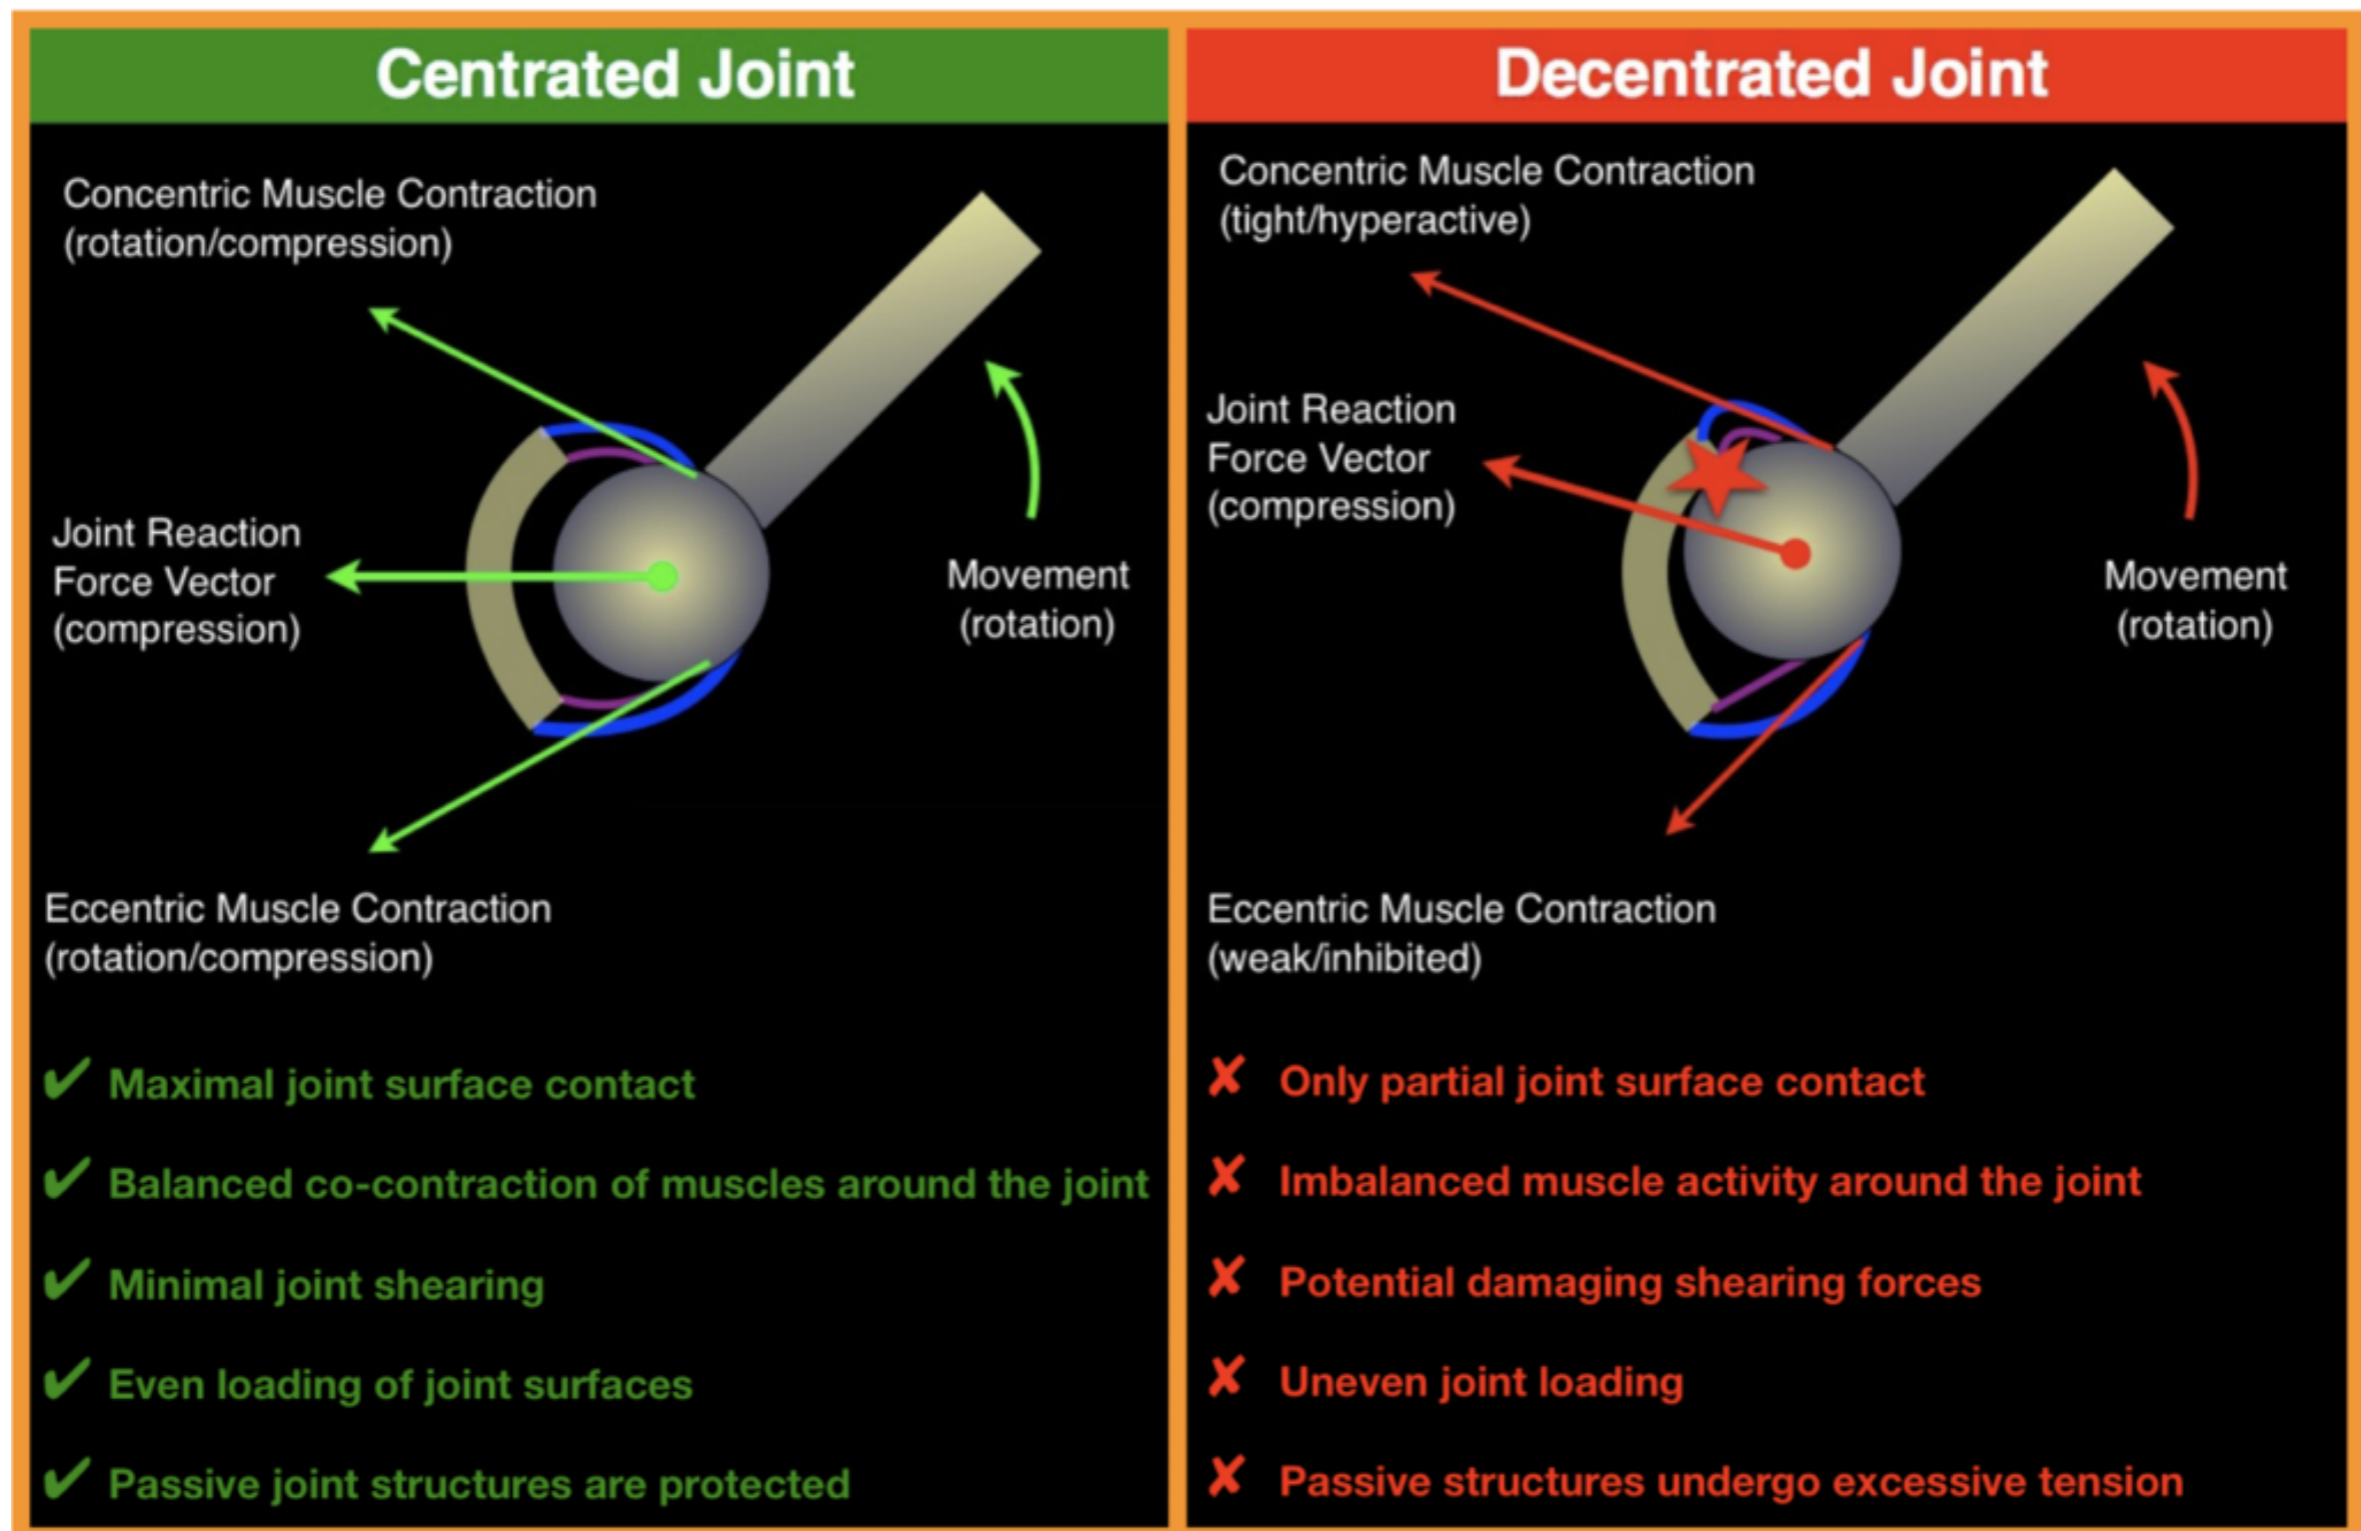 Centrated Joint
Concentric Muscle Contraction
(rotation/compression)
Joint Reaction
Force Vector
(compression)
Movement
(rotation)
Eccentric Muscle Contraction
(rotation/compression)
✔ Maximal joint surface contact
✔ Balanced co-contraction of muscles around the joint
✔ Minimal joint shearing
✔ Even loading of joint surfaces
✔ Passive joint structures are protected
Decentrated Joint
Concentric Muscle Contraction
(tight/hyperactive)
Joint Reaction
Force Vector
(compression)
Movement
(rotation)
Eccentric Muscle Contraction
(weak/inhibited)
✘ Only partial joint surface contact
✘ Imbalanced muscle activity around the joint
✘ Potential damaging shearing forces
✘ Uneven joint loading
✘ Passive structures undergo excessive tension